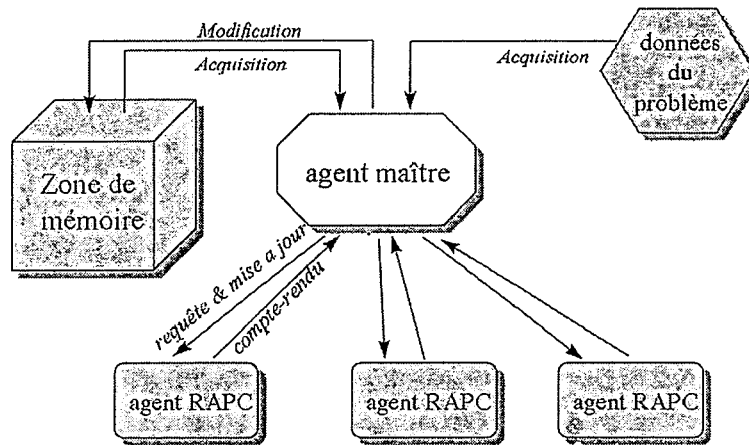 Modification
Acquisition
Acquisition
données
du
problème
Zone de
mémoire
agent maître
requête & mise a jour
compte-rendu
agent RAPC
agent RAPC
agent RAPC